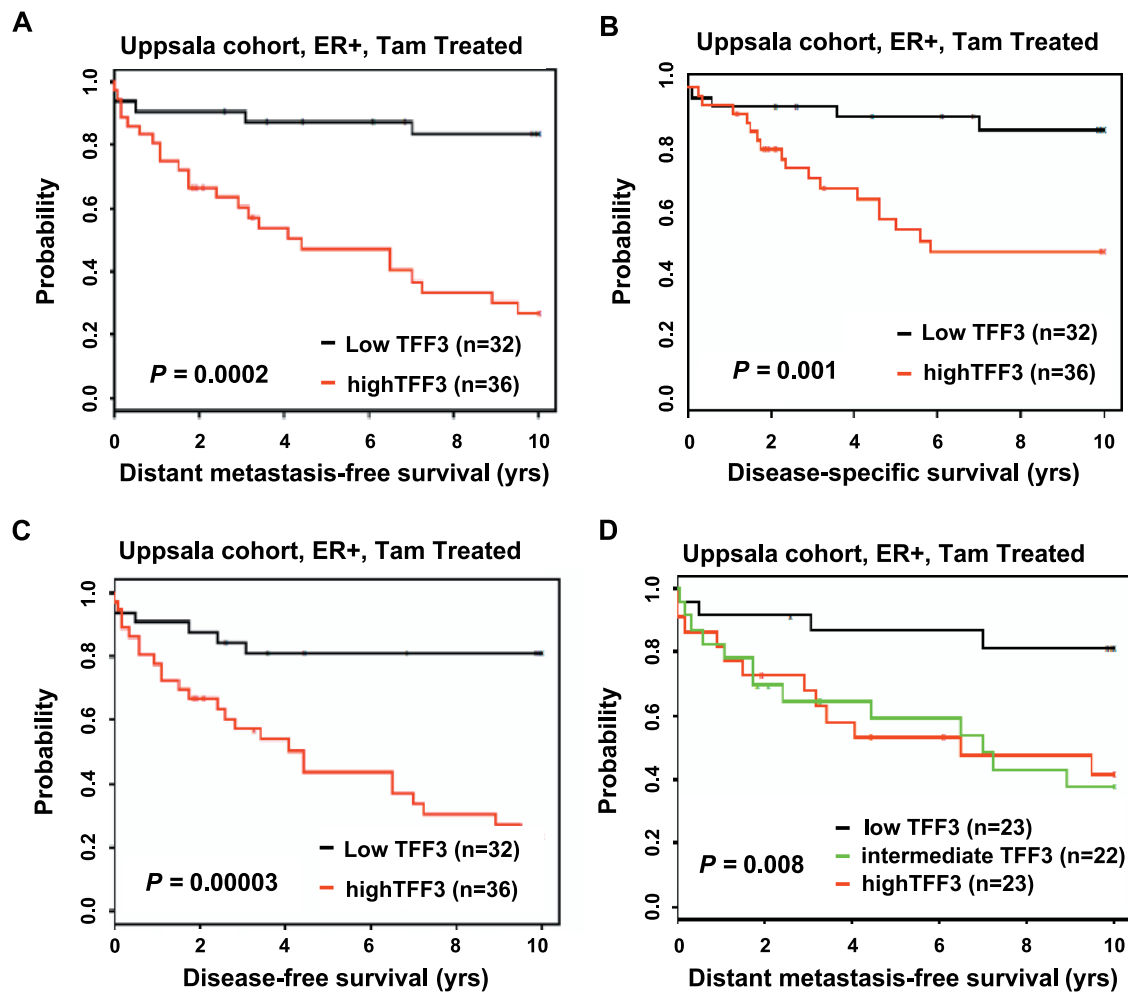 A
Uppsala cohort, ER+, Tam Treated
Probability
1.0
0.8
0.6
0.4
0.2
0.0
Low TFF3 (n=32)
P = 0.0002
highTFF3 (n=36)
0 2 4 6 8 10
Distant metastasis-free survival (yrs)
B
Uppsala cohort, ER+, Tam Treated
Probability
1.0
0.8
0.6
0.4
0.2
0.0
Low TFF3 (n=32)
P = 0.001
highTFF3 (n=36)
0 2 4 6 8 10
Disease-specific survival (yrs)
C
Uppsala cohort, ER+, Tam Treated
Probability
1.0
0.8
0.6
0.4
0.2
0.0
Low TFF3 (n=32)
P = 0.00003
highTFF3 (n=36)
0 2 4 6 8 10
Disease-free survival (yrs)
D
Uppsala cohort, ER+, Tam Treated
Probability
1.0
0.8
0.6
0.4
0.2
0.0
low TFF3 (n=23)
intermediate TFF3 (n=22)
P = 0.008
highTFF3 (n=23)
0 2 4 6 8 10
Distant metastasis-free survival (yrs)